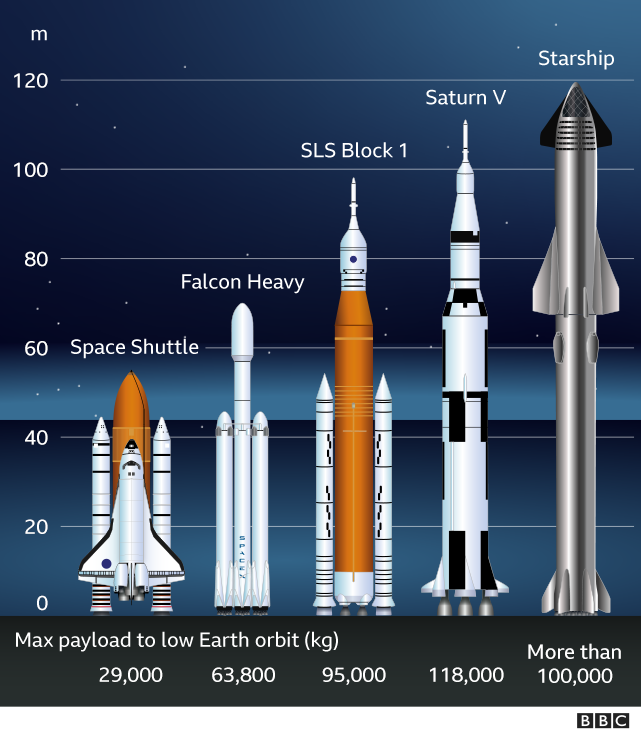 m
Starship
120
Saturn V
SLS Block 1
100
80
Falcon Heavy
Space Shuttle
60
40
20
SPACEX
0
Max payload to low Earth orbit (kg)
29,000
63,800
95,000
118,000
More than
100,000
BBC